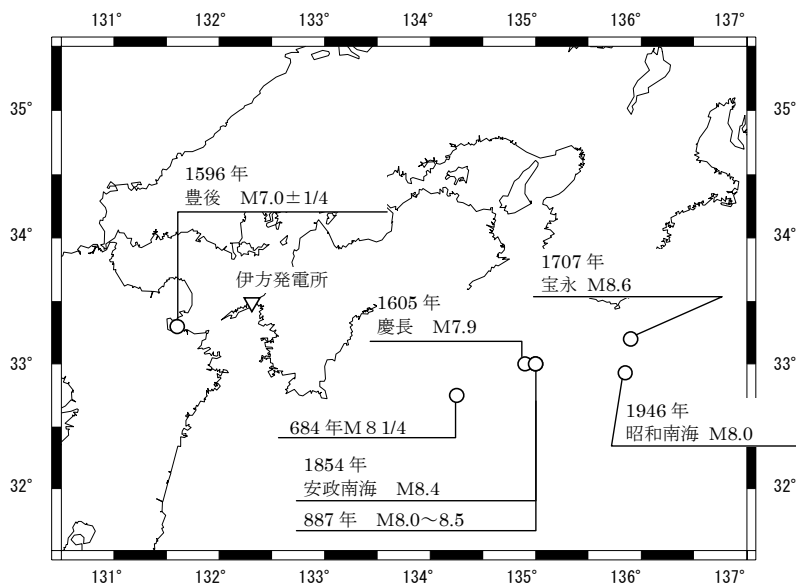 131° 132° 133° 134° 135° 136° 137°
35° 35°
1596 年
豊後 M7.0±1/4
34° 34°
1707 年
宝永 M8.6
伊方発電所
1605 年
慶長 M7.9
33° 33°
1946 年
昭和南海 M8.0
684 年M８1/4
1854 年
安政南海 M8.4
32° 32°
887 年 M8.0～8.5
131° 132° 133° 134° 135° 136° 137°